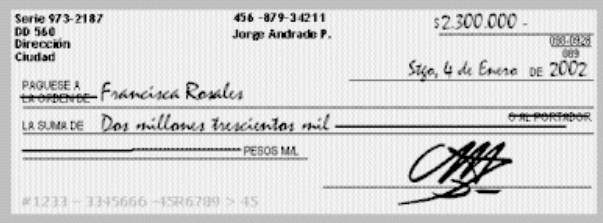 Serie 973-2187 456 -879-34211 $2.300.000 -
DD 560 Jorge Andrade P.
Dirección 098-0928
Ciudad 089
Stgo, 4 de Enero DE 2002
PAGUESE A
LA ORDEN DE Francisca Rosales
LA SUMA DE Dos millones trescientos mil O AL PORTADOR
PESOS M/L
#1233 - 3345666 -45R6789 > 45